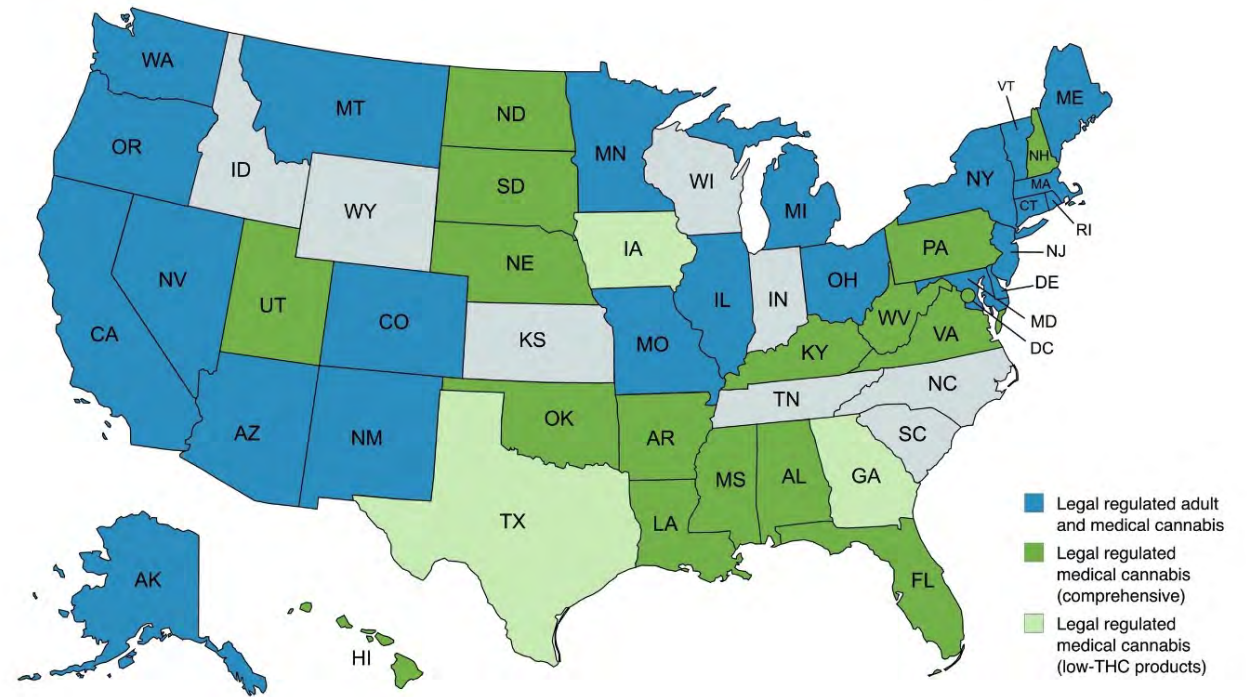 WA
MT
ND
MN
VT
ME
OR
ID
SD
WI
MI
NY
NH
MA
CT
RI
WY
IA
PA
NJ
NV
NE
OH
DE
UT
CO
IL
IN
WV
VA
MD
DC
CA
KS
MO
KY
AZ
NM
OK
AR
TN
NC
SC
TX
LA
MS
AL
GA
FL
AK
HI
Legal regulated adult
and medical cannabis
Legal regulated
medical cannabis
(comprehensive)
Legal regulated
medical cannabis
(low-THC products)